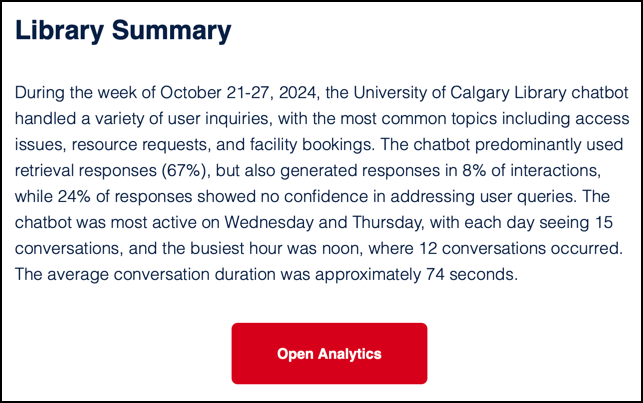 Library Summary
During the week of October 21-27, 2024, the University of Calgary Library chatbot
handled a variety of user inquiries, with the most common topics including access
issues, resource requests, and facility bookings. The chatbot predominantly used
retrieval responses (67%), but also generated responses in 8% of interactions,
while 24% of responses showed no confidence in addressing user queries. The
chatbot was most active on Wednesday and Thursday, with each day seeing 15
conversations, and the busiest hour was noon, where 12 conversations occurred.
The average conversation duration was approximately 74 seconds.
Open Analytics